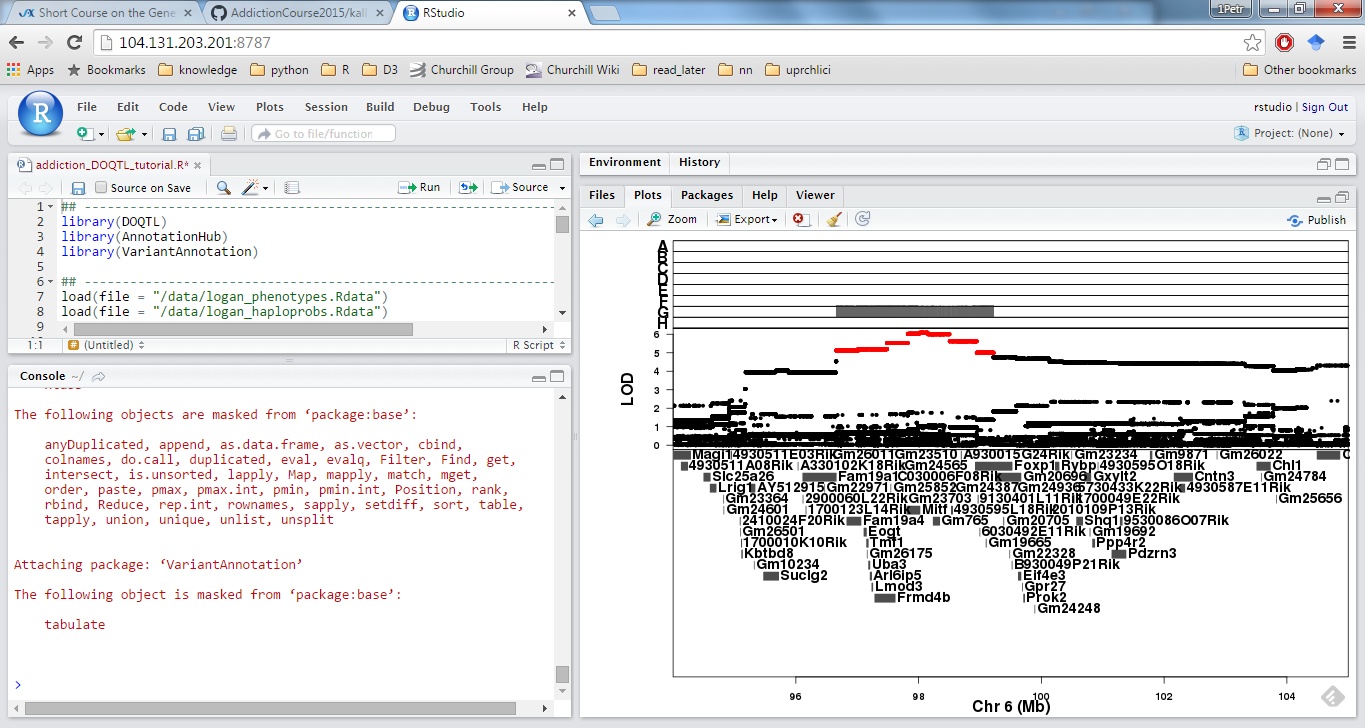 Short Course on the Gene
AddictionCourse2015/kall
RStudio
1Petr
104.131.203.201:8787
Apps Bookmarks knowledge python R D3 Churchill Group Churchill Wiki read_later nn uprchlici Other bookmarks
File Edit Code View Plots Session Build Debug Tools Help
rstudio | Sign Out
Go to file/function
Project: (None)
addiction_DOQTL_tutorial.R*
Source on Save Run Source
1 ## ----------------------------------------------------------------
2 library(DOQTL)
3 library(AnnotationHub)
4 library(VariantAnnotation)
5
6 ## ----------------------------------------------------------------
7 load(file = "/data/logan_phenotypes.Rdata")
8 load(file = "/data/logan_haploprobs.Rdata")
9
1:1 (Untitled) R Script
Console ~/
The following objects are masked from ‘package:base’:
anyDuplicated, append, as.data.frame, as.vector, cbind,
colnames, do.call, duplicated, eval, evalq, Filter, Find, get,
intersect, is.unsorted, lapply, Map, mapply, match, mget,
order, paste, pmax, pmax.int, pmin, pmin.int, Position, rank,
rbind, Reduce, rep.int, rownames, sapply, setdiff, sort, table,
tapply, union, unique, unlist, unsplit
Attaching package: ‘VariantAnnotation’
The following object is masked from ‘package:base’:
tabulate
>
Environment History
Files Plots Packages Help Viewer
Zoom Export Publish
A
B
C
D
E
F
G
H
6
5
4
3
2
1
0
LOD
Magi1 4930511E03Rik Gm26011 Gm23510 A930015G24Rik Gm23234 Gm9871 Gm26022
4930511A08Rik A330102K18Rik Gm24565 Foxp1 Rybp 4930595O18Rik Chl1
Slc25a26 Fam19a1 C030006F08Rik Gm20696 Gxylt2 Cntn3 Gm24784
Lrig1 AY512915 Gm22971 Gm25852 Gm24387 Gm24936 5730433K22Rik 4930587E11Rik
Gm23364 2900060L22Rik Gm23703 9130401L11Rik 1700049E22Rik Gm25656
Gm24601 1700123L14Rik Mitf 4930595L18Rik 2010109P13Rik
2410024F20Rik Fam19a4 Gm765 Gm20705 Shq1 9530086O07Rik
Gm26501 Eogt 6030492E11Rik Gm19692
1700010K10Rik Tmf1 Gm19665 Ppp4r2
Kbtbd8 Gm26175 Gm22328 Pdzrn3
Gm10234 Uba3 B930049P21Rik
Suclg2 Arl6ip5 Eif4e3
Lmod3 Gpr27
Frmd4b Prok2
Gm24248
96 98 100 102 104
Chr 6 (Mb)